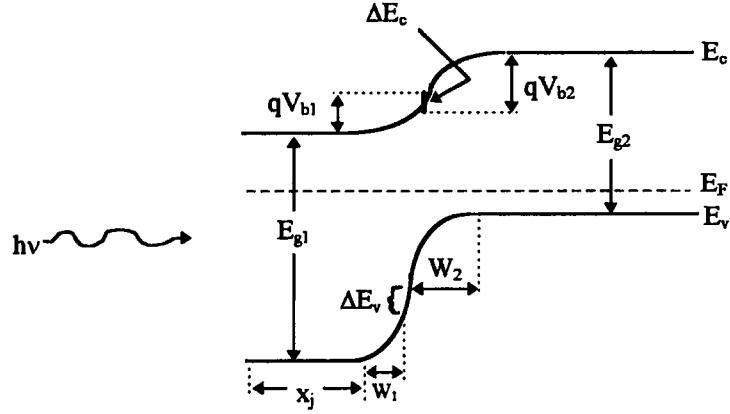 ΔE_c
E_c
qV_b1
qV_b2
E_g2
E_F
E_v
hν
E_g1
W_2
ΔE_v
x_j
W_1